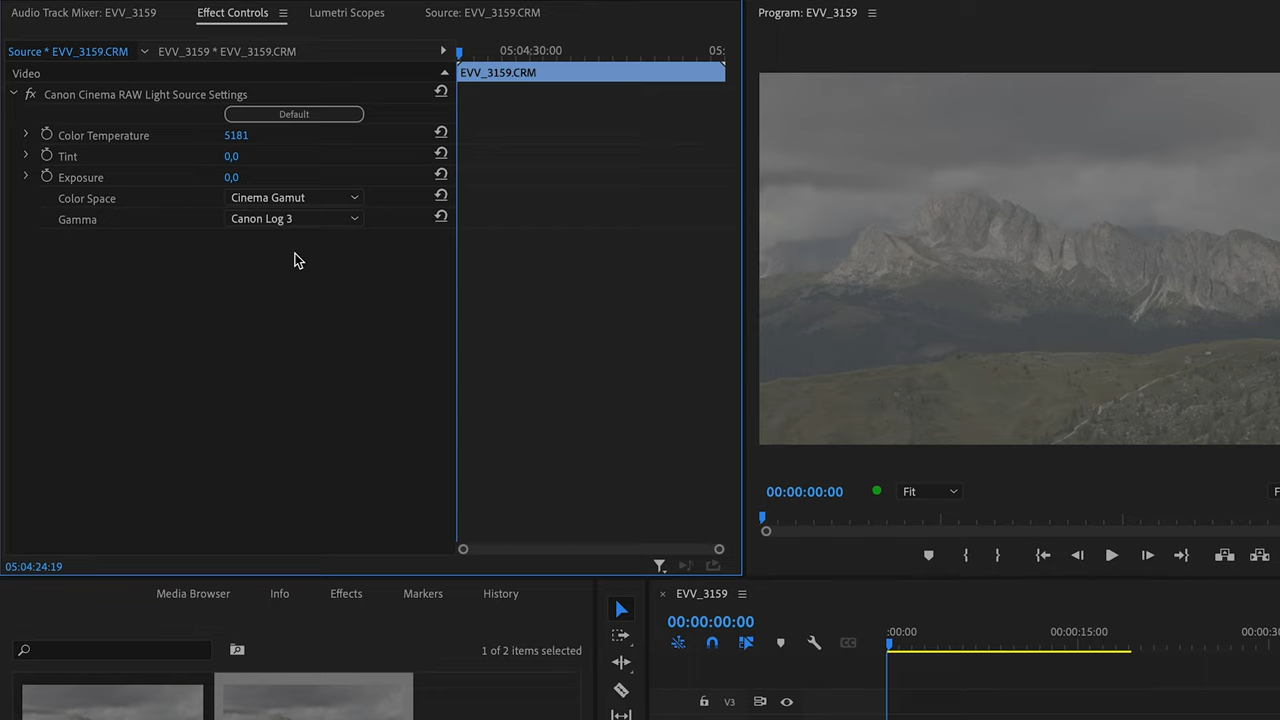 Audio Track Mixer: EVV_3159
Effect Controls
Lumetri Scopes
Source: EVV_3159.CRM
Program: EVV_3159
Source * EVV_3159.CRM
EVV_3159 * EVV_3159.CRM
05:04:30:00
05:
Video
EVV_3159.CRM
fx Canon Cinema RAW Light Source Settings
Default
Color Temperature 5181
Tint 0,0
Exposure 0,0
Color Space Cinema Gamut
Gamma Canon Log 3
00:00:00:00
Fit
F
05:04:24:19
Media Browser
Info
Effects
Markers
History
× EVV_3159
00:00:00:00
:00:00
00:00:15:00
00:00:30
1 of 2 items selected
CC
V3